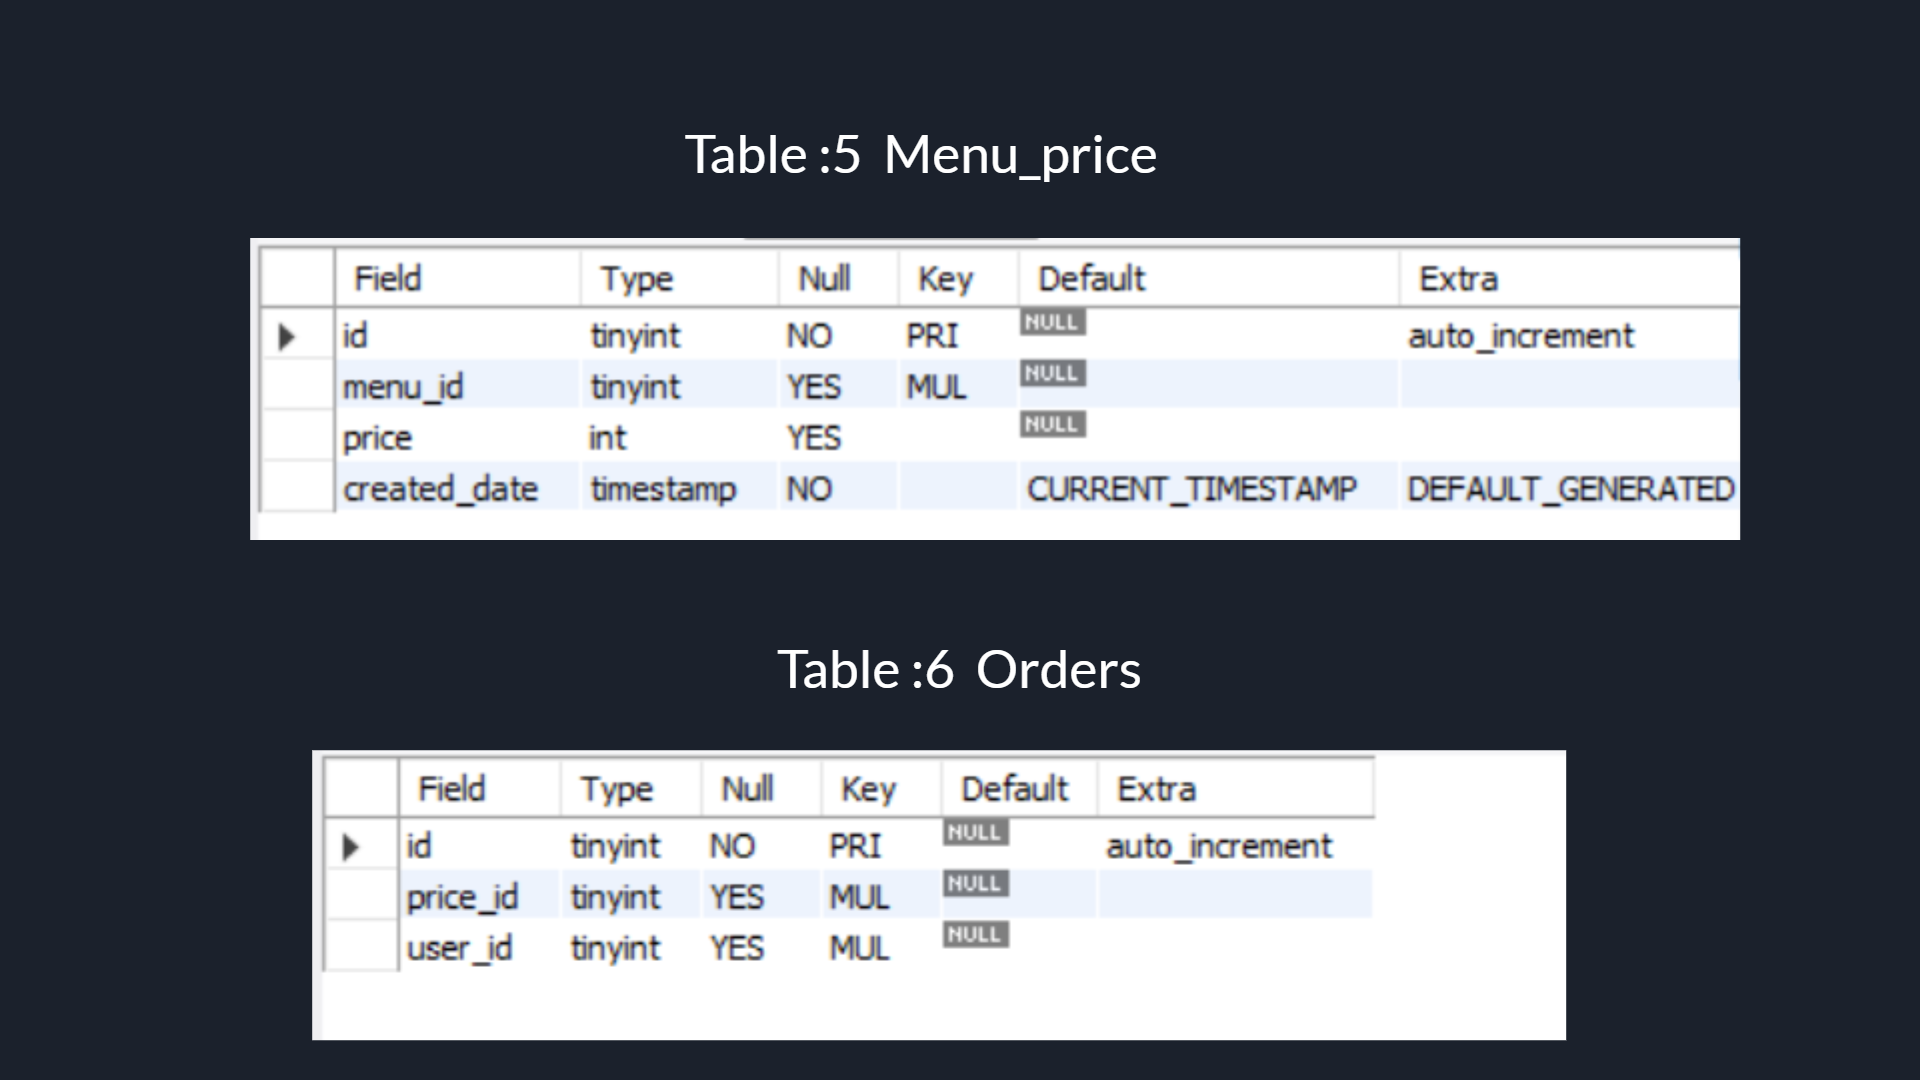 Table :5 Menu_price
Field Type Null Key Default Extra
id tinyint NO PRI NULL auto_increment
menu_id tinyint YES MUL NULL
price int YES NULL
created_date timestamp NO CURRENT_TIMESTAMP DEFAULT_GENERATED
Table :6 Orders
Field Type Null Key Default Extra
id tinyint NO PRI NULL auto_increment
price_id tinyint YES MUL NULL
user_id tinyint YES MUL NULL